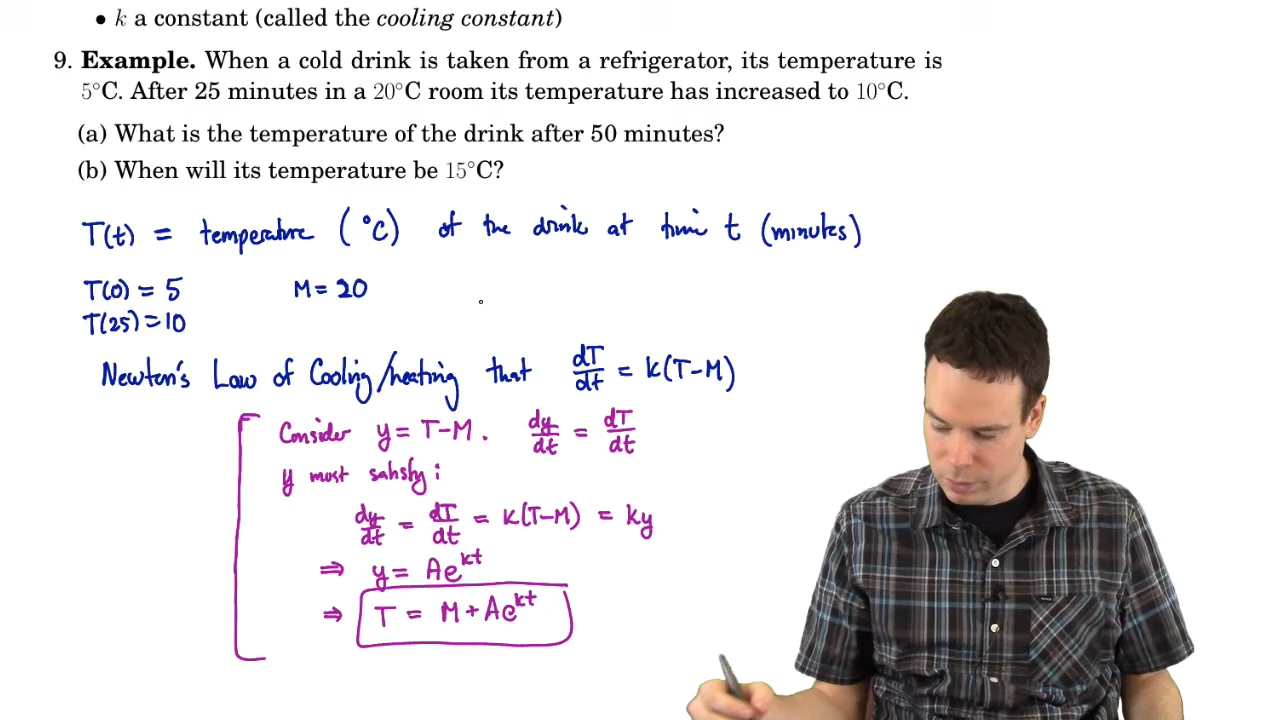 • k a constant (called the cooling constant)
9. Example. When a cold drink is taken from a refrigerator, its temperature is
5°C. After 25 minutes in a 20°C room its temperature has increased to 10°C.
(a) What is the temperature of the drink after 50 minutes?
(b) When will its temperature be 15°C?
T(t) = temperature (°C) of the drink at time t (minutes)
T(0) = 5 M = 20
T(25) = 10
Newton's Law of Cooling/heating that dT/dt = k(T-M)
Consider y = T-M. dy/dt = dT/dt
y must satisfy:
dy/dt = dT/dt = k(T-M) = ky
⇒ y = Ae^kt
⇒ T = M + Ae^kt